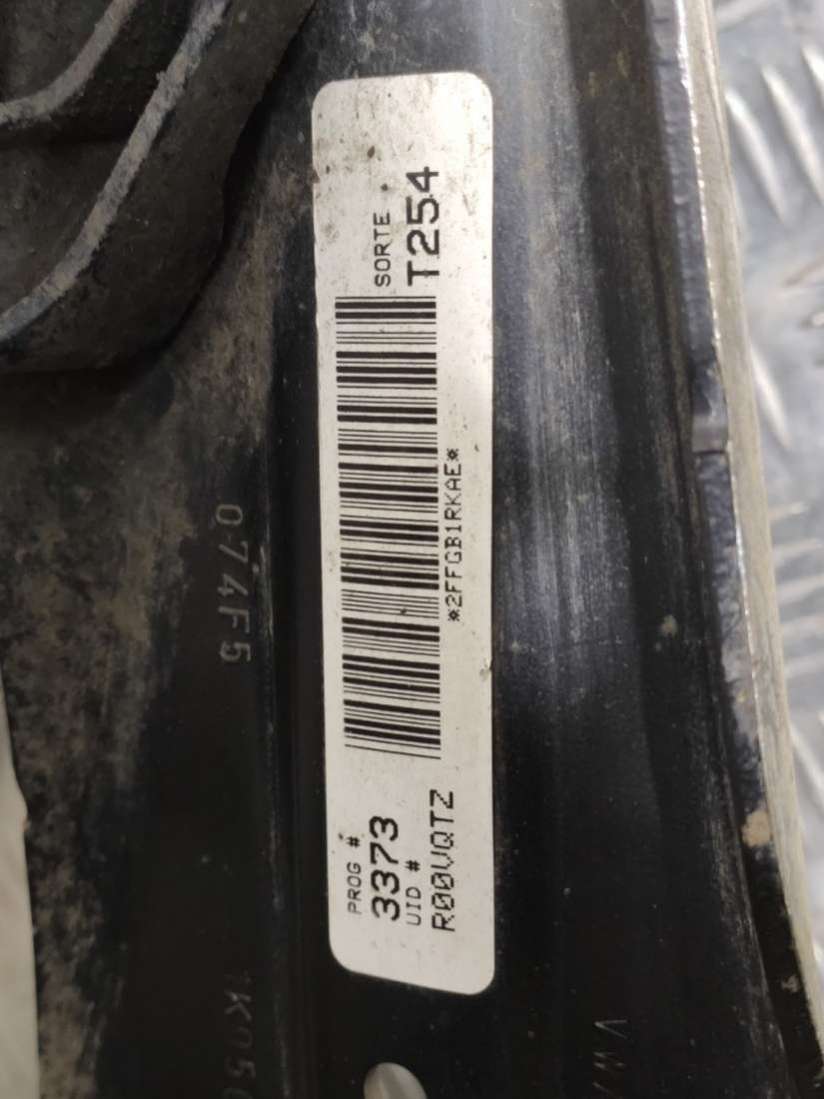 PROG #
3373
UID #
R00VQTZ
*2FFGB1RKAE*
SORTE
T254
074F5